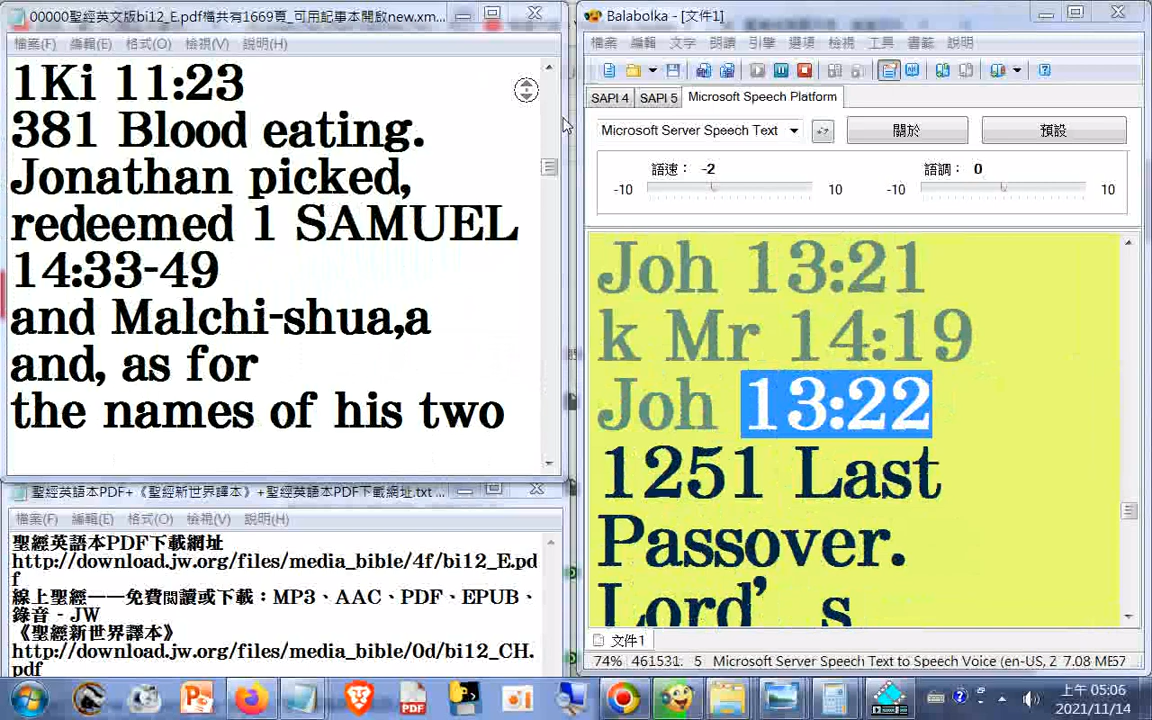 00000聖經英文版bi12_E.pdf檔共有1669頁_可用記事本開啟new.xm...
檔案(F) 編輯(E) 格式(O) 檢視(V) 說明(H)
1Ki 11:23
381 Blood eating.
Jonathan picked,
redeemed 1 SAMUEL
14:33-49
and Malchi-shua,a
and, as for
the names of his two
聖經英語本PDF+《聖經新世界譯本》+聖經英語本PDF下載網址.txt ...
檔案(F) 編輯(E) 格式(O) 檢視(V) 說明(H)
聖經英語本PDF下載網址
http://download.jw.org/files/media_bible/4f/bi12_E.pd
f
線上聖經——免費閱讀或下載：MP3、AAC、PDF、EPUB、
錄音 - JW
《聖經新世界譯本》
http://download.jw.org/files/media_bible/0d/bi12_CH.
pdf
Balabolka - [文件1]
檔案 編輯 文字 朗讀 引擎 選項 檢視 工具 書籤 說明
SAPI 4 SAPI 5 Microsoft Speech Platform
Microsoft Server Speech Text 關於 預設
語速： -2 語調： 0
-10 10 -10 10
Joh 13:21
k Mr 14:19
Joh 13:22
1251 Last
Passover.
Lord’s
文件1
74% 461531: 5 Microsoft Server Speech Text to Speech Voice (en-US, 2 7.08 ME57
PDF
上午 05:06
2021/11/14